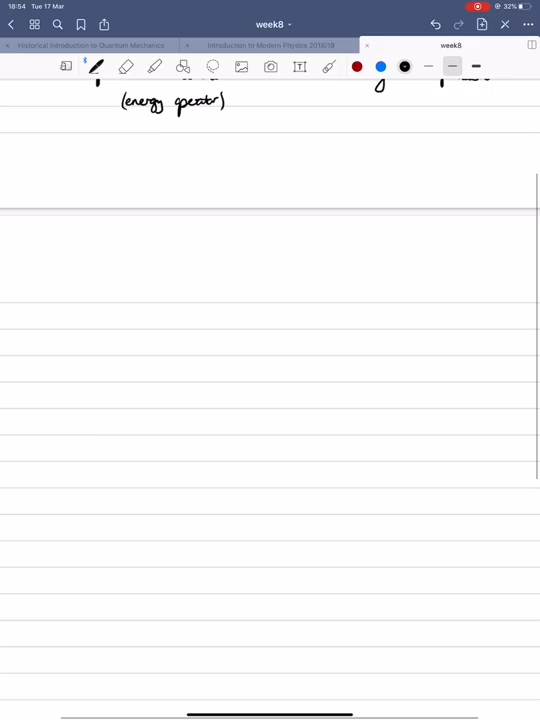 18:54 Tue 17 Mar
32%
week8
Historical Introduction to Quantum Mechanics
Introduction to Modern Physics 2018/19
week8
T
(energy operator)